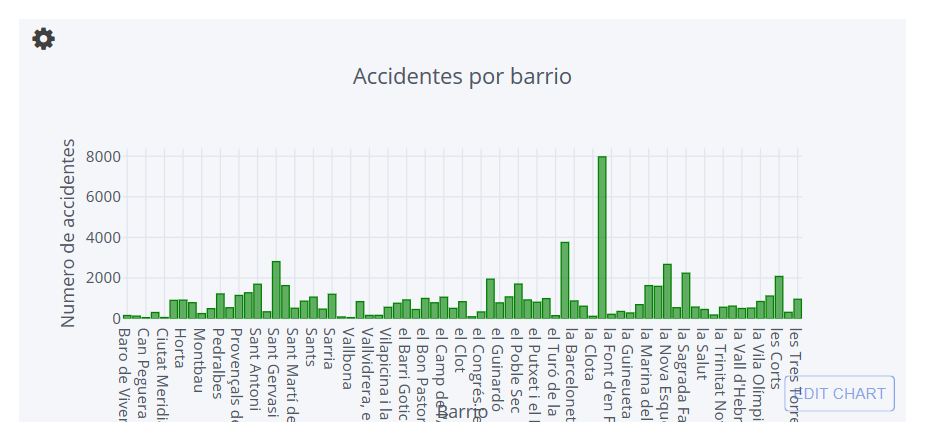 Accidentes por barrio
Numero de accidentes
8000
6000
4000
2000
0
Baro de Viver
Can Peguera
Ciutat Meridi
Horta
Montbau
Pedralbes
Provençals d
Sant Antoni
Sant Gervasi
Sant Martí de
Sants
Sarria
Vallbona
Vallvidrera, e
Vilapicina i la
el Barri Gotic
el Bon Pastor
el Camp de
el Clot
el Congrés
el Guinardó
el Poble Sec
el Putxet i el
el Turó de la
la Barcelonet
la Clota
la Font d'en F
la Guineueta
la Marina del
la Nova Esqu
la Sagrada Fa
la Salut
la Trinitat No
la Vall d'Hebr
la Vila Olímpi
les Corts
les Tres Torre
Barrio
EDIT CHART